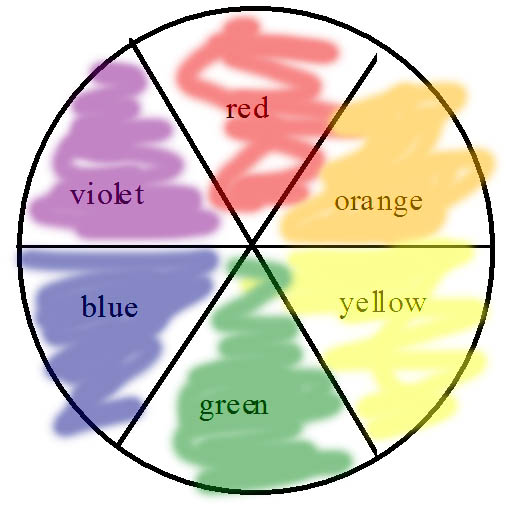 red
violet
orange
blue
yellow
green